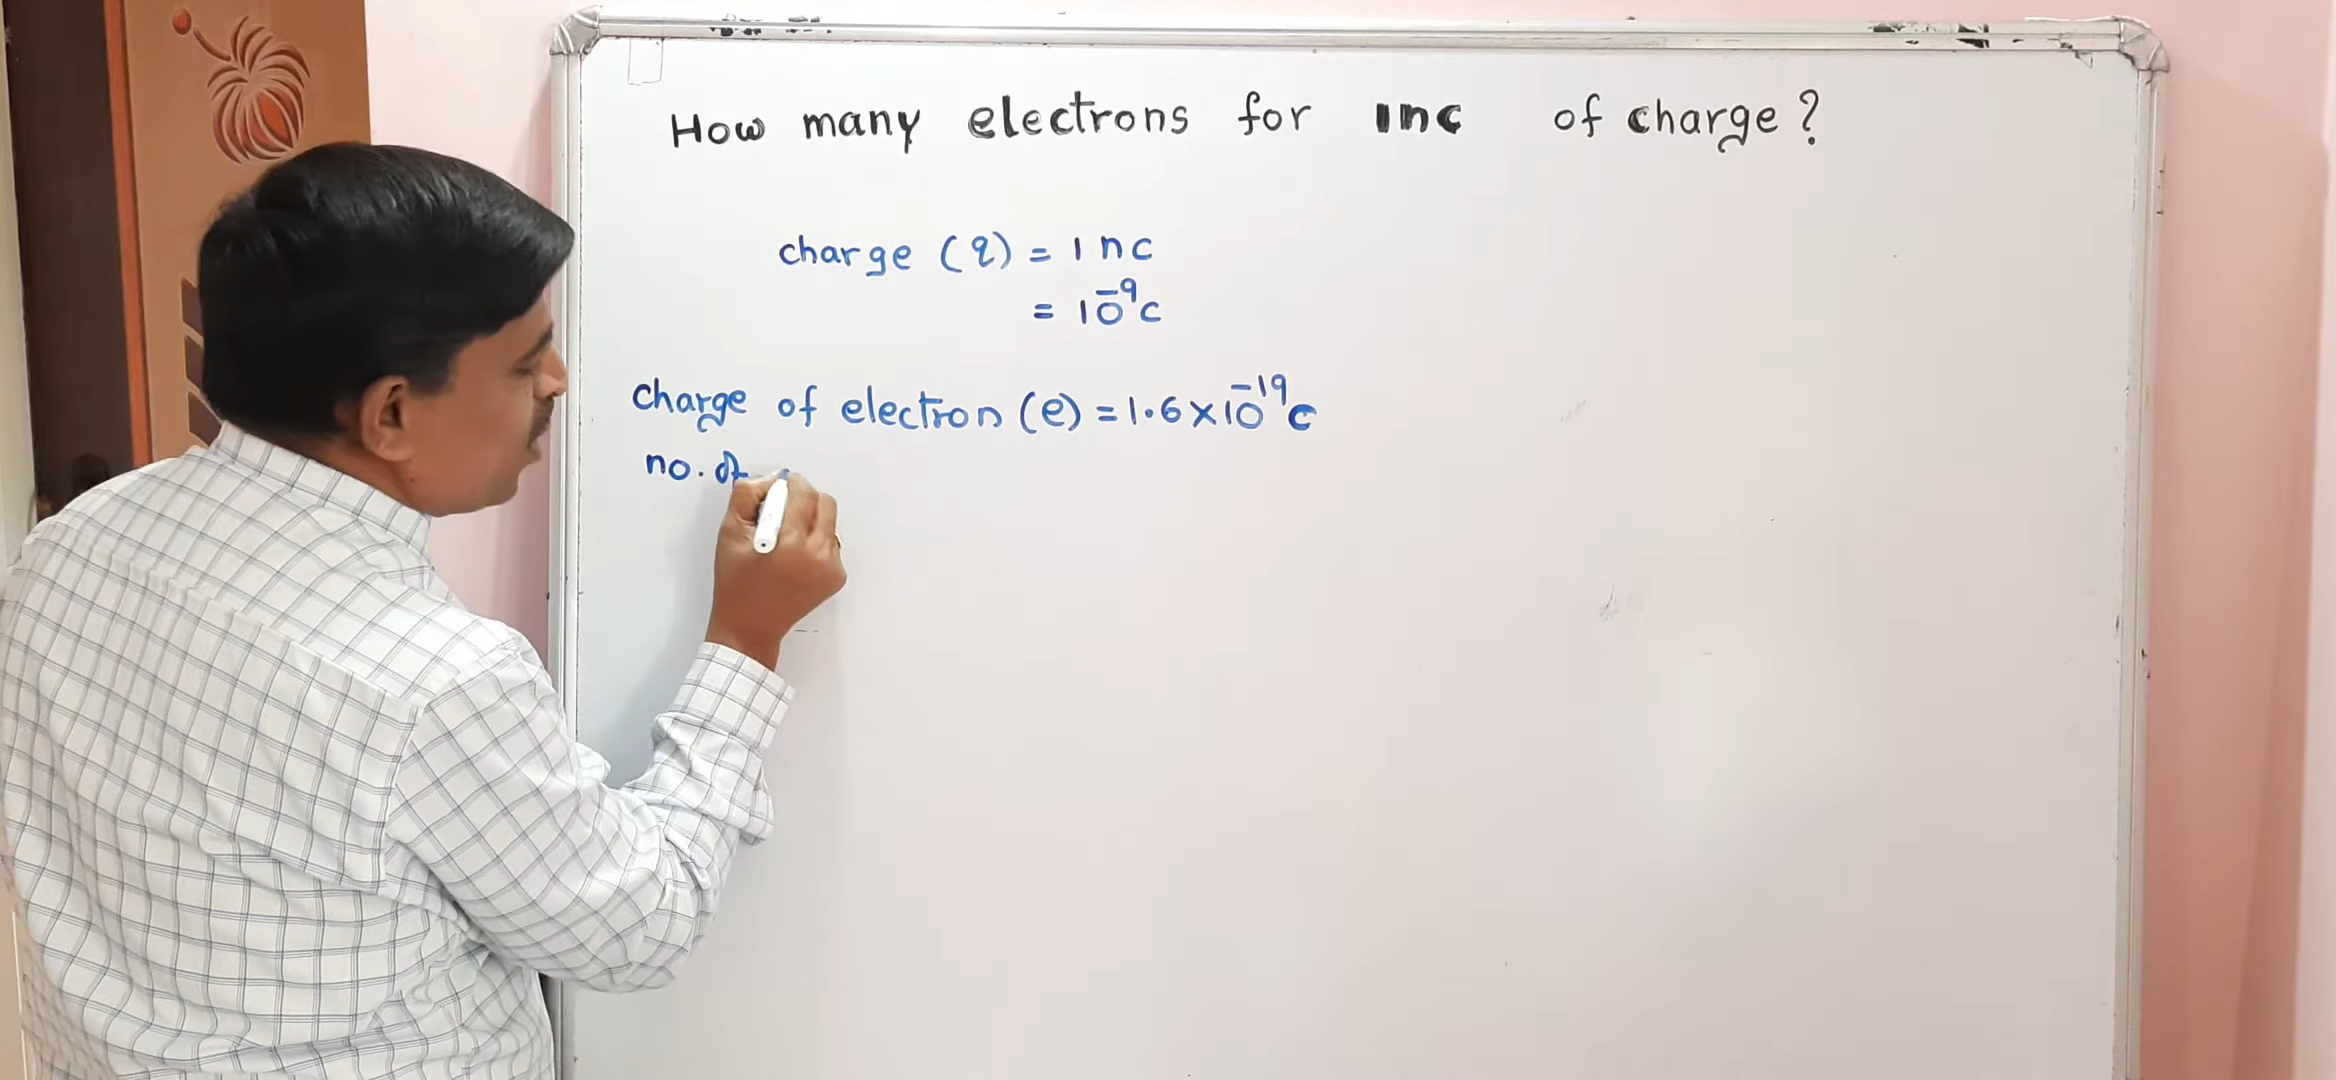 How many electrons for 1nc of charge?
charge (q) = 1 nc
= 10⁻⁹c
charge of electron (e) = 1.6 × 10⁻¹⁹c
no. of